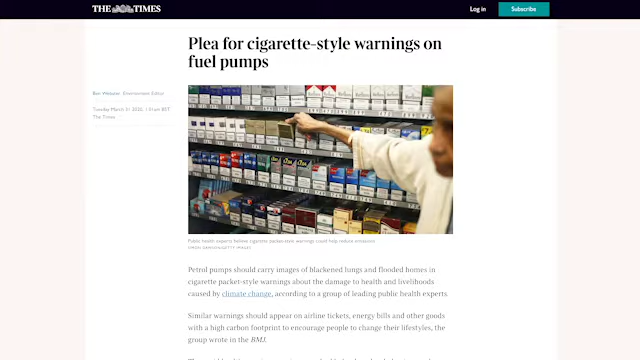 THE TIMES
Log in
Subscribe
Plea for cigarette-style warnings on
fuel pumps
Ben Webster, Environment Editor
Tuesday March 31 2020, 1.01am BST
The Times
Public health experts believe cigarette packet-style warnings could help reduce emissions
Petrol pumps should carry images of blackened lungs and flooded homes in
cigarette packet-style warnings about the damage to health and livelihoods
caused by climate change, according to a group of leading public health experts.
Similar warnings should appear on airline tickets, energy bills and other goods
with a high carbon footprint to encourage people to change their lifestyles, the
group wrote in the BMJ.